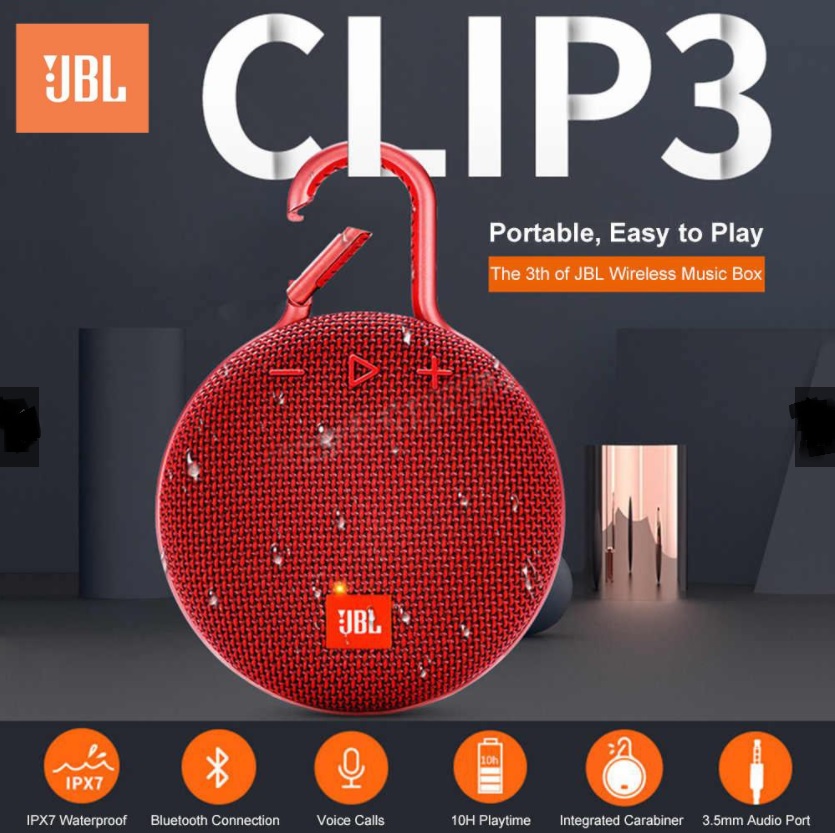 JBL
CLIP3
Portable, Easy to Play
The 3th of JBL Wireless Music Box
JBL
IPX7
10h
IPX7 Waterproof
Bluetooth Connection
Voice Calls
10H Playtime
Integrated Carabiner
3.5mm Audio Port